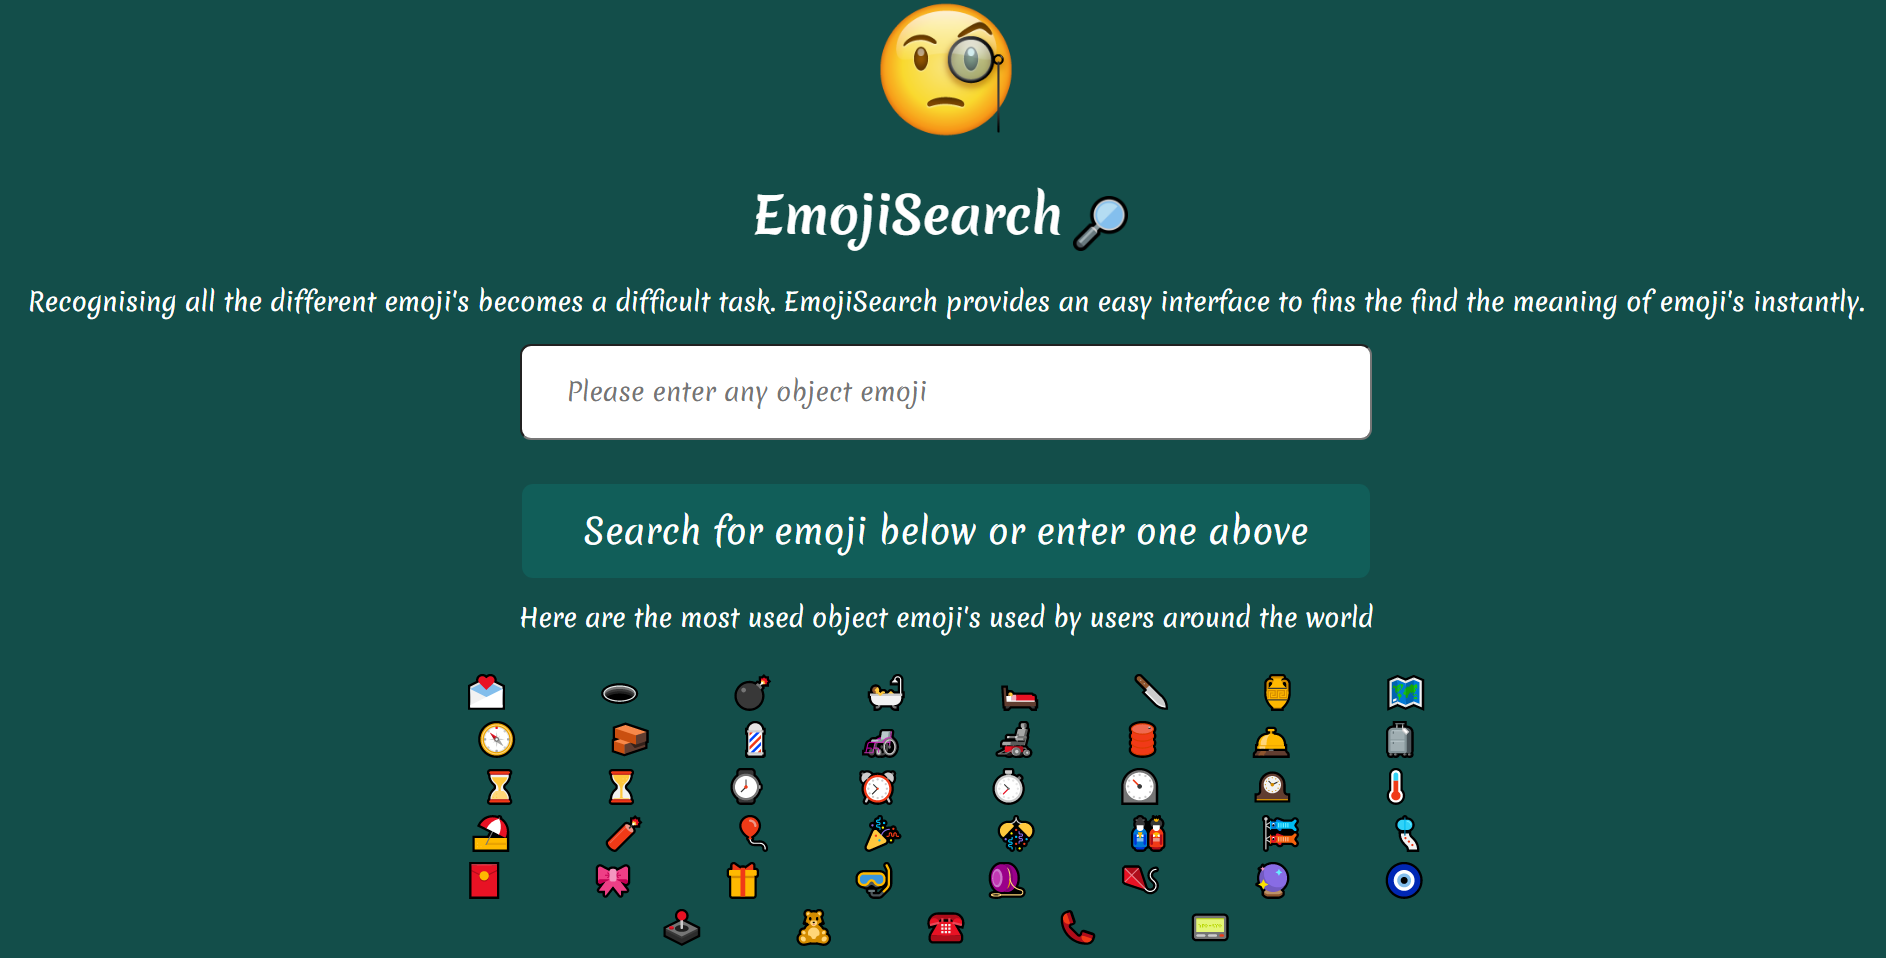 EmojiSearch
Recognising all the different emoji's becomes a difficult task. EmojiSearch provides an easy interface to fins the find the meaning of emoji's instantly.
Please enter any object emoji
Search for emoji below or enter one above
Here are the most used object emoji's used by users around the world